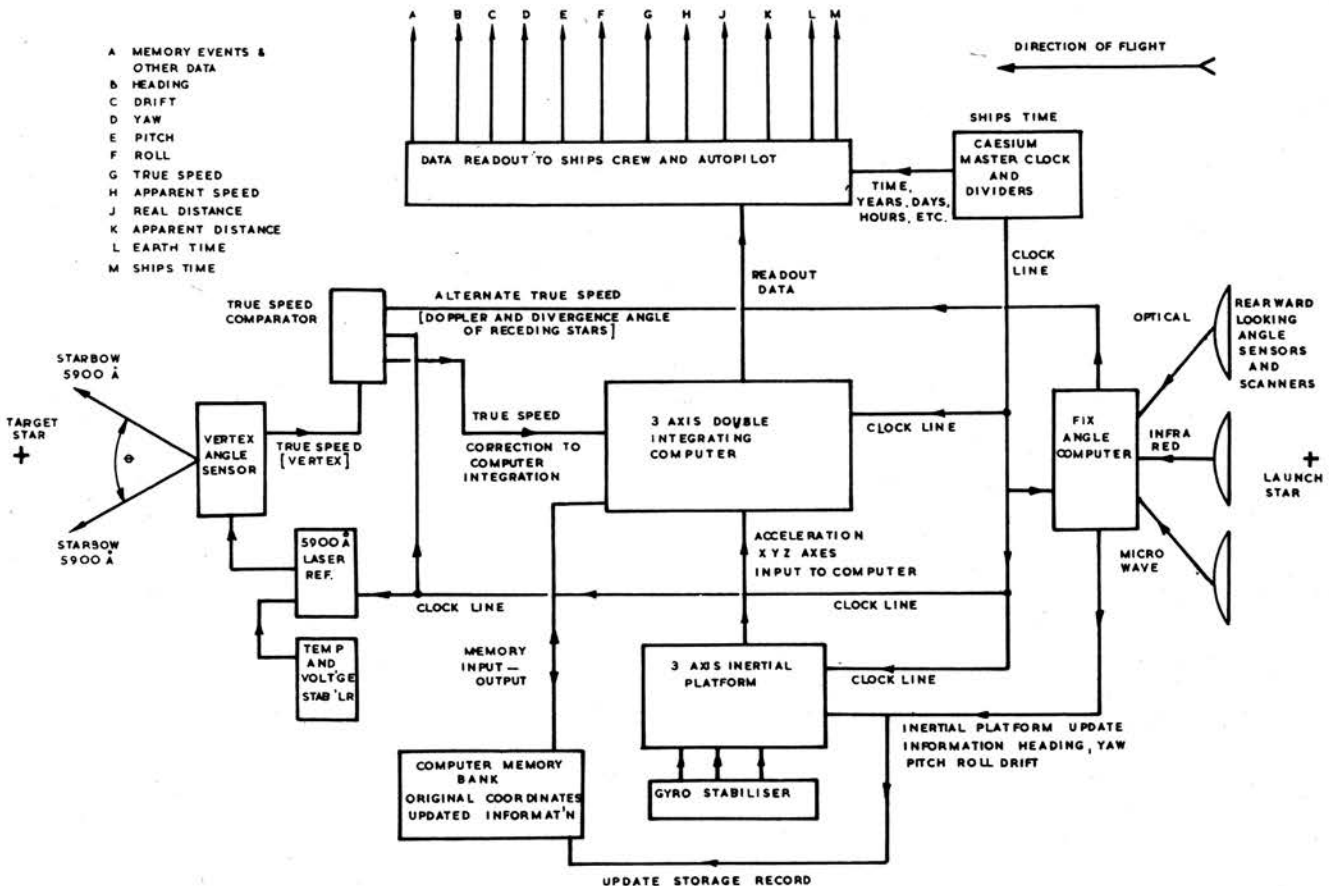 A B C D E F G H J K L M
A MEMORY EVENTS &
OTHER DATA
B HEADING
C DRIFT
D YAW
E PITCH
F ROLL
G TRUE SPEED
H APPARENT SPEED
J REAL DISTANCE
K APPARENT DISTANCE
L EARTH TIME
M SHIPS TIME
DIRECTION OF FLIGHT
DATA READOUT TO SHIPS CREW AND AUTOPILOT
SHIPS TIME
CAESIUM
MASTER CLOCK
AND
DIVIDERS
TIME,
YEARS, DAYS,
HOURS, ETC.
CLOCK
LINE
READOUT
DATA
TRUE SPEED
COMPARATOR
ALTERNATE TRUE SPEED
[DOPPLER AND DIVERGENCE ANGLE
OF RECEDING STARS]
OPTICAL
REARWARD
LOOKING
ANGLE
SENSORS
AND
SCANNERS
STARBOW
5900 Å
TARGET
STAR
+
θ
STARBOW
5900 Å
VERTEX
ANGLE
SENSOR
TRUE SPEED
[VERTEX]
TRUE SPEED
CORRECTION TO
COMPUTER
INTEGRATION
3 AXIS DOUBLE
INTEGRATING
COMPUTER
CLOCK LINE
FIX
ANGLE
COMPUTER
INFRA
RED
+
LAUNCH
STAR
MICRO
WAVE
5900 Å
LASER
REF.
CLOCK LINE
ACCELERATION
XYZ AXES
INPUT TO COMPUTER
CLOCK LINE
TEMP
AND
VOLT'GE
STAB'LR
MEMORY
INPUT —
OUTPUT
3 AXIS INERTIAL
PLATFORM
CLOCK LINE
INERTIAL PLATFORM UPDATE
INFORMATION HEADING, YAW
PITCH ROLL DRIFT
GYRO STABILISER
COMPUTER MEMORY
BANK
ORIGINAL COORDINATES
UPDATED INFORMAT'N
UPDATE STORAGE RECORD